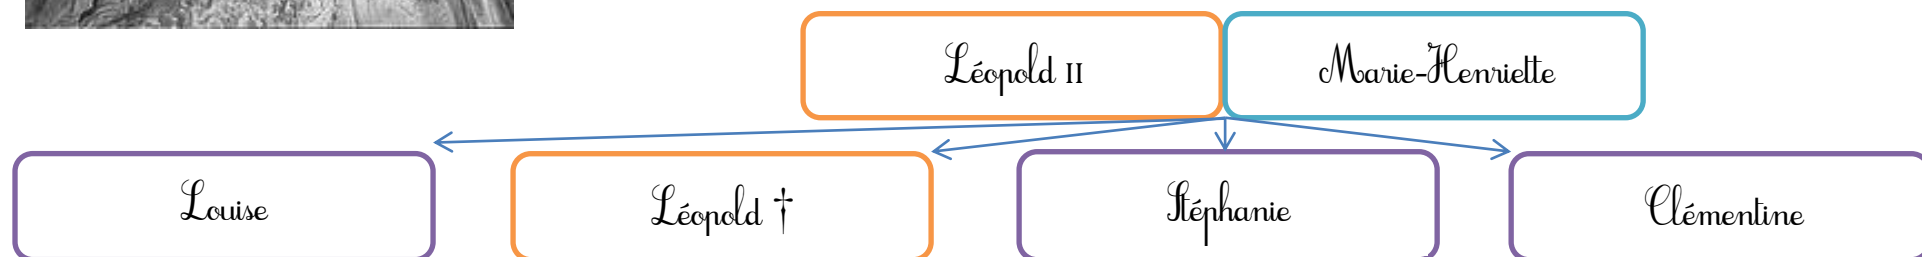 Léopold II
Marie-Henriette
Louise
Léopold †
Stéphanie
Clémentine